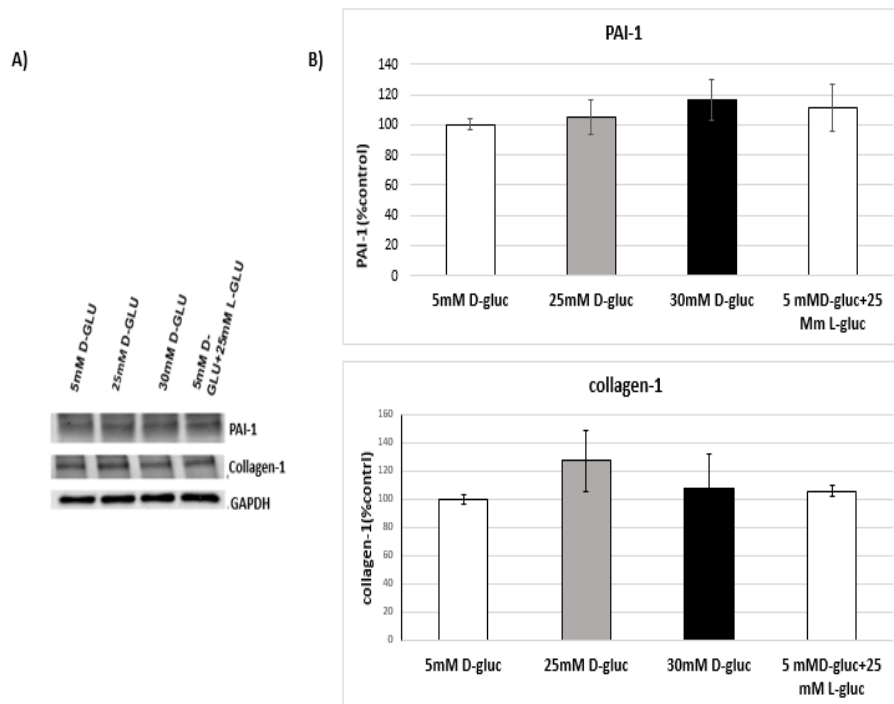 A)
5mM D-GLU
25mM D-GLU
30mM D-GLU
5mM D-
GLU+25mM L-GLU
PAI-1
Collagen-1
GAPDH
B)
PAI-1
PAI-1 (%control)
140
120
100
80
60
40
20
0
5mM D-gluc
25mM D-gluc
30mM D-gluc
5 mMD-gluc+25
Mm L-gluc
collagen-1
collagen-1(%contrl)
160
140
120
100
80
60
40
20
0
5mM D-gluc
25mM D-gluc
30mM D-gluc
5 mMD-gluc+25
mM L-gluc